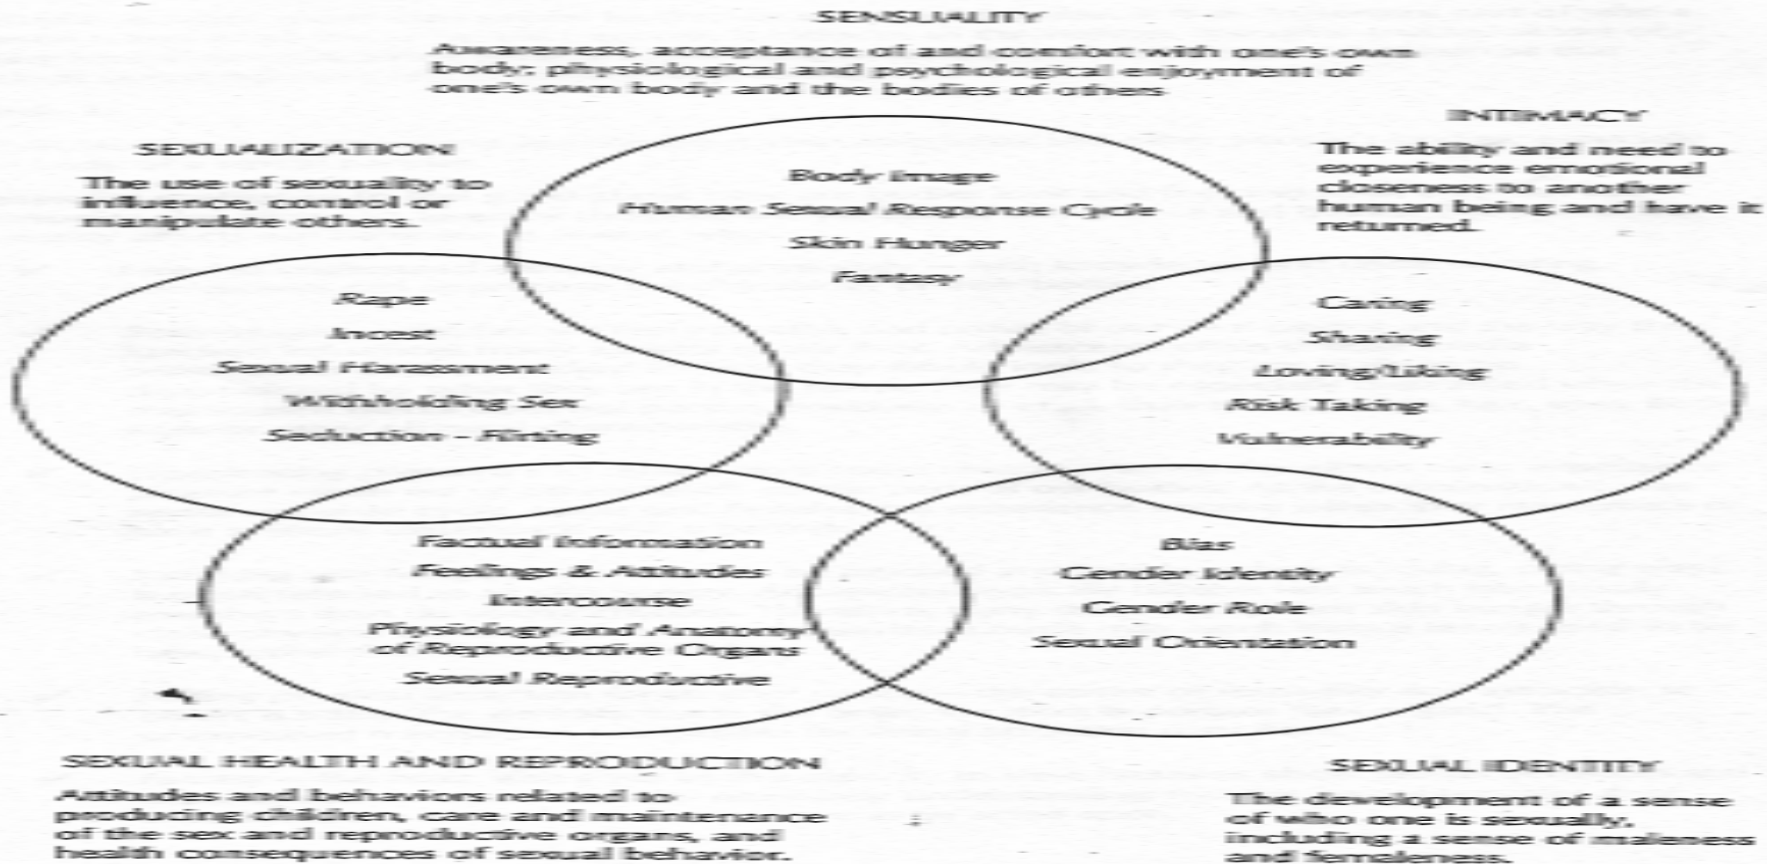 SENSUALITY
Awareness, acceptance of and comfort with one's own
body; physiological and psychological enjoyment of
one's own body and the bodies of others
INTIMACY
The ability and need to
experience emotional
closeness to another
human being and have it
returned.
SEXUALIZATION
The use of sexuality to
influence, control or
manipulate others.
Body Image
Human Sexual Response Cycle
Skin Hunger
Fantasy
Rape
Incest
Sexual Harassment
Withholding Sex
Seduction - Flirting
Caring
Sharing
Loving/Liking
Risk Taking
Vulnerability
Factual Information
Feelings & Attitudes
Intercourse
Physiology and Anatomy
of Reproductive Organs
Sexual Reproductive
Bias
Gender Identity
Gender Role
Sexual Orientation
SEXUAL HEALTH AND REPRODUCTION
Attitudes and behaviors related to
producing children, care and maintenance
of the sex and reproductive organs, and
health consequences of sexual behavior.
SEXUAL IDENTITY
The development of a sense
of who one is sexually,
including a sense of maleness
and femaleness.